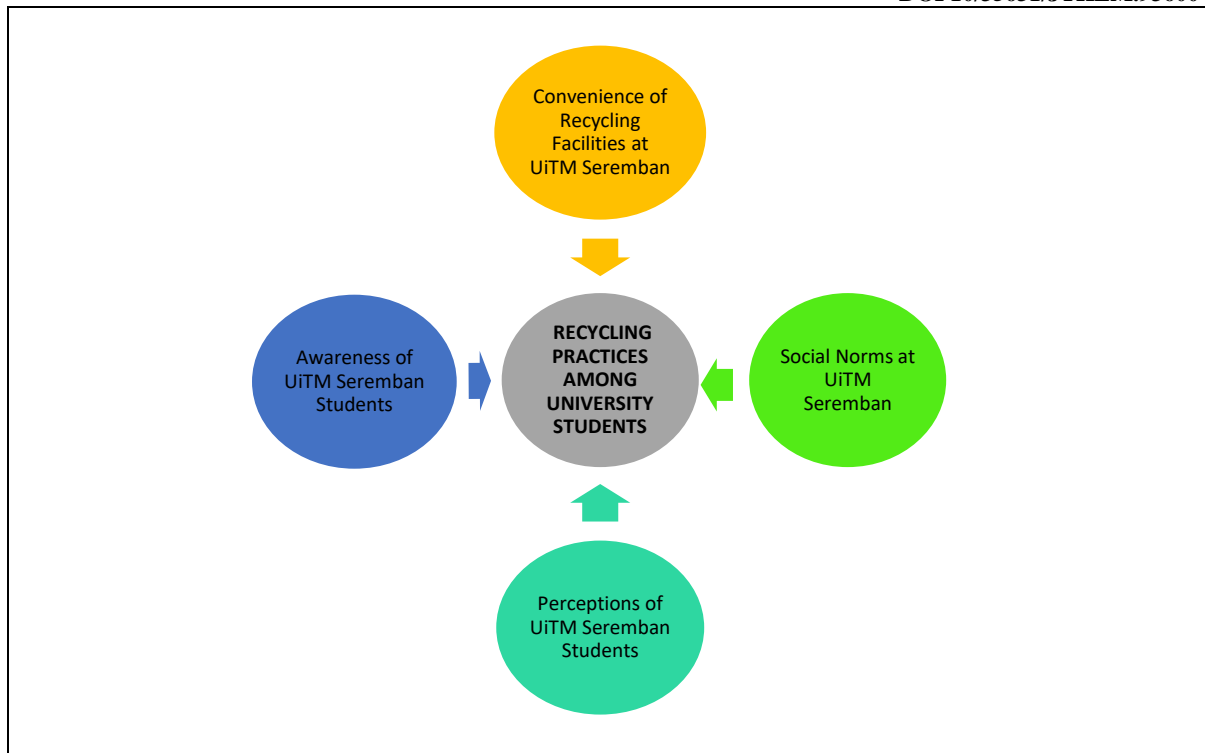 Convenience of
Recycling
Facilities at
UiTM Seremban
Awareness of
UiTM Seremban
Students
RECYCLING
PRACTICES
AMONG
UNIVERSITY
STUDENTS
Social Norms at
UiTM
Seremban
Perceptions of
UiTM Seremban
Students